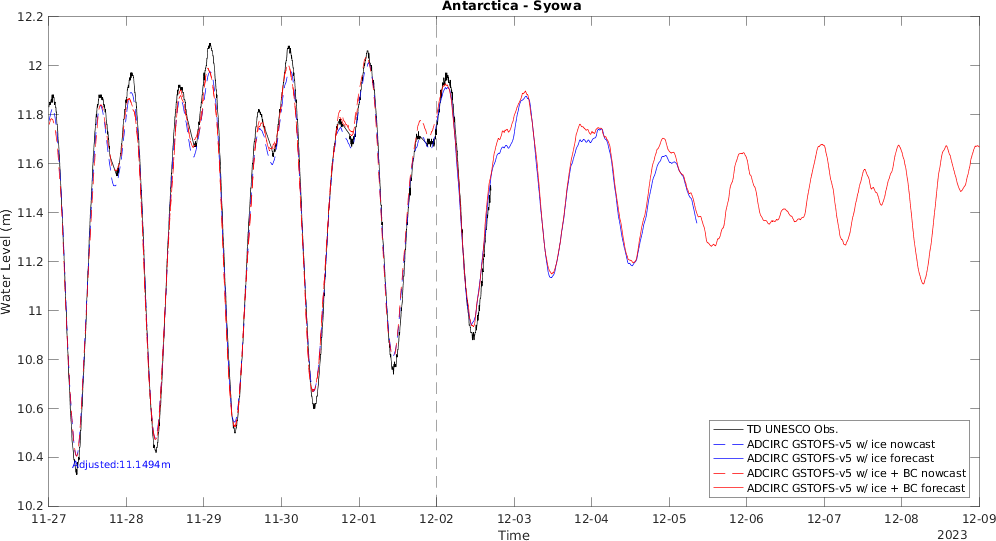 Antarctica - Syowa
12.2
12
11.8
11.6
11.4
11.2
11
10.8
10.6
10.4
10.2
Water Level (m)
Adjusted:11.1494m
TD UNESCO Obs.
ADCIRC GSTOFS-v5 w/ ice nowcast
ADCIRC GSTOFS-v5 w/ ice forecast
ADCIRC GSTOFS-v5 w/ ice + BC nowcast
ADCIRC GSTOFS-v5 w/ ice + BC forecast
11-27 11-28 11-29 11-30 12-01 12-02 12-03 12-04 12-05 12-06 12-07 12-08 12-09
Time
2023